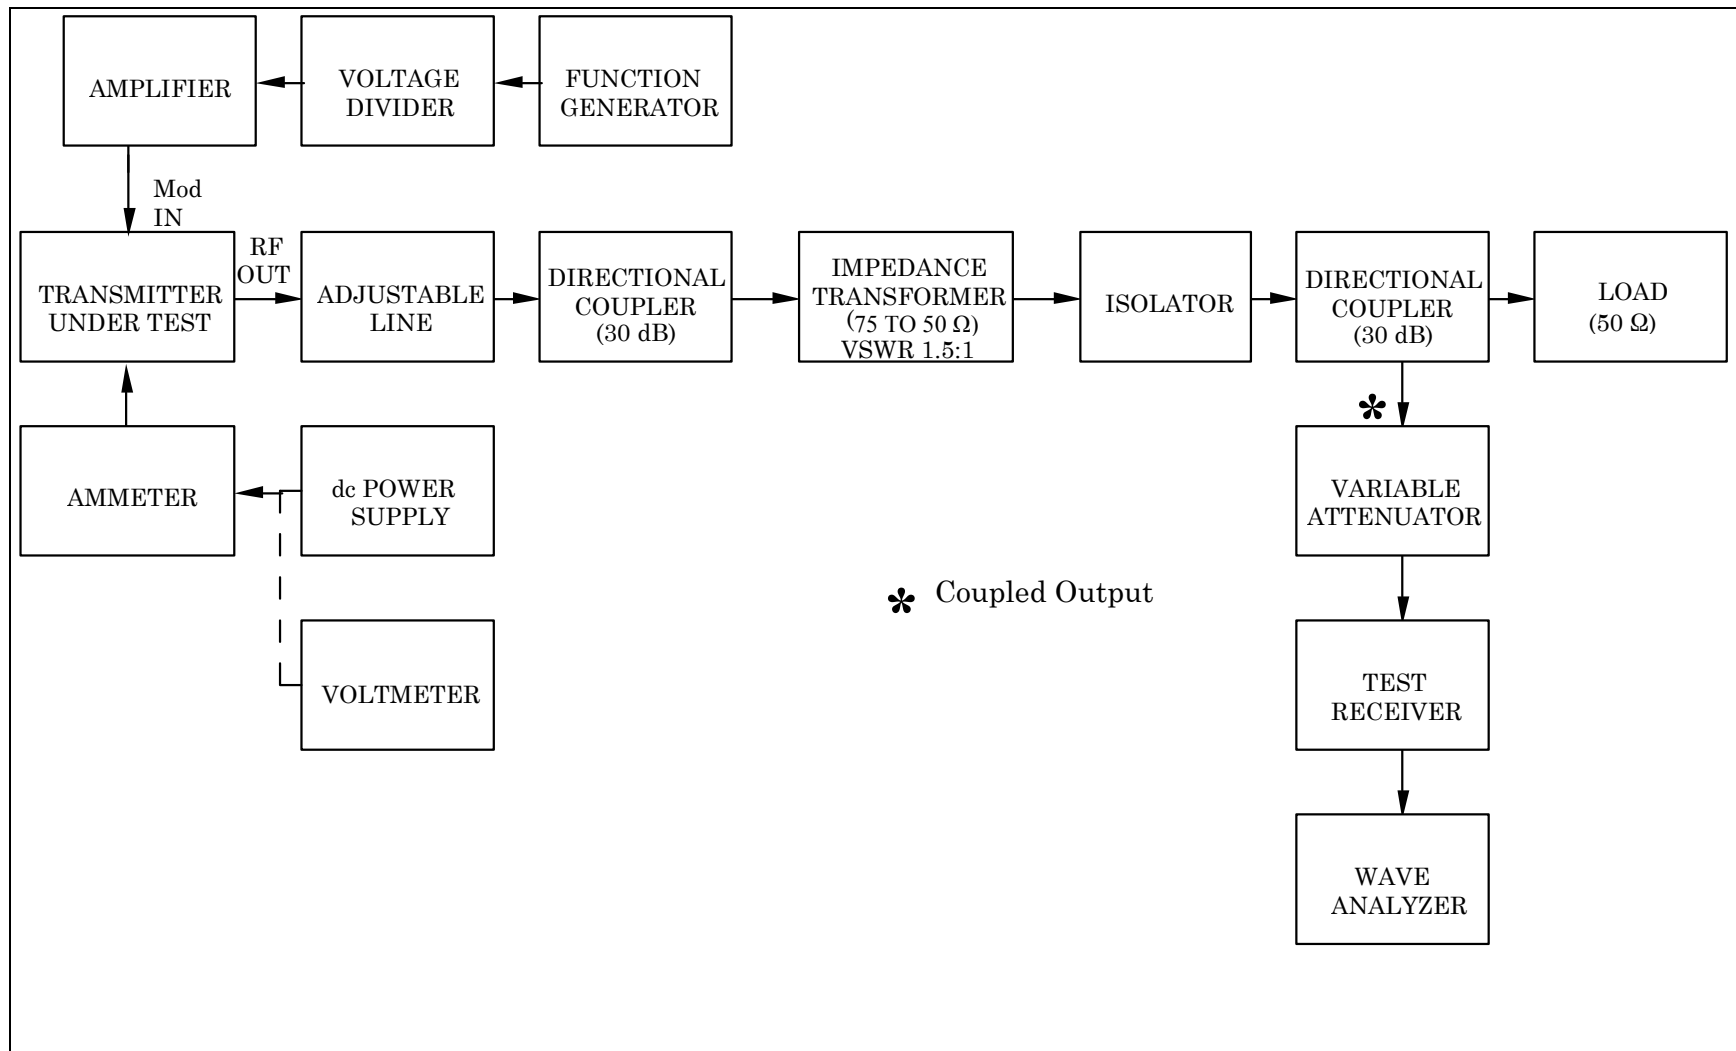 AMPLIFIER
VOLTAGE
DIVIDER
FUNCTION
GENERATOR
Mod
IN
RF
OUT
TRANSMITTER
UNDER TEST
ADJUSTABLE
LINE
DIRECTIONAL
COUPLER
(30 dB)
IMPEDANCE
TRANSFORMER
(75 TO 50 Ω)
VSWR 1.5:1
ISOLATOR
DIRECTIONAL
COUPLER
(30 dB)
LOAD
(50 Ω)
*
AMMETER
dc POWER
SUPPLY
VARIABLE
ATTENUATOR
* Coupled Output
VOLTMETER
TEST
RECEIVER
WAVE
ANALYZER